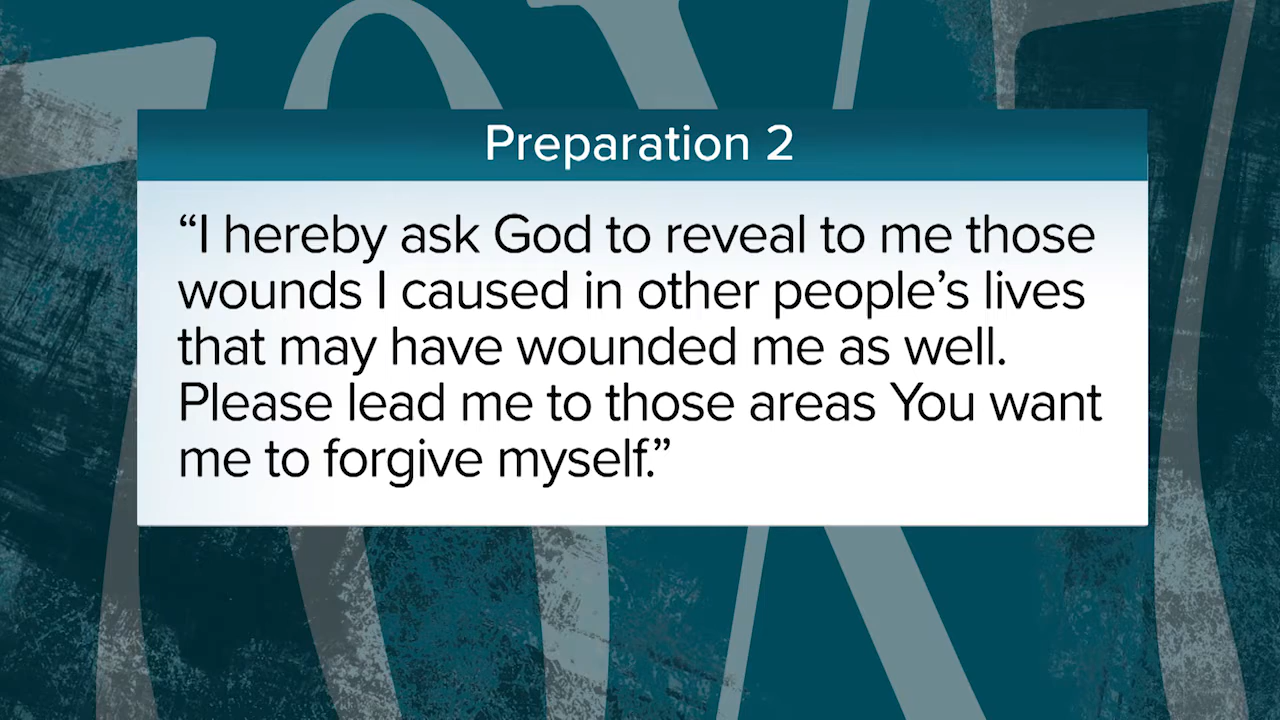 70X7
Preparation 2
“I hereby ask God to reveal to me those
wounds I caused in other people’s lives
that may have wounded me as well.
Please lead me to those areas You want
me to forgive myself.”